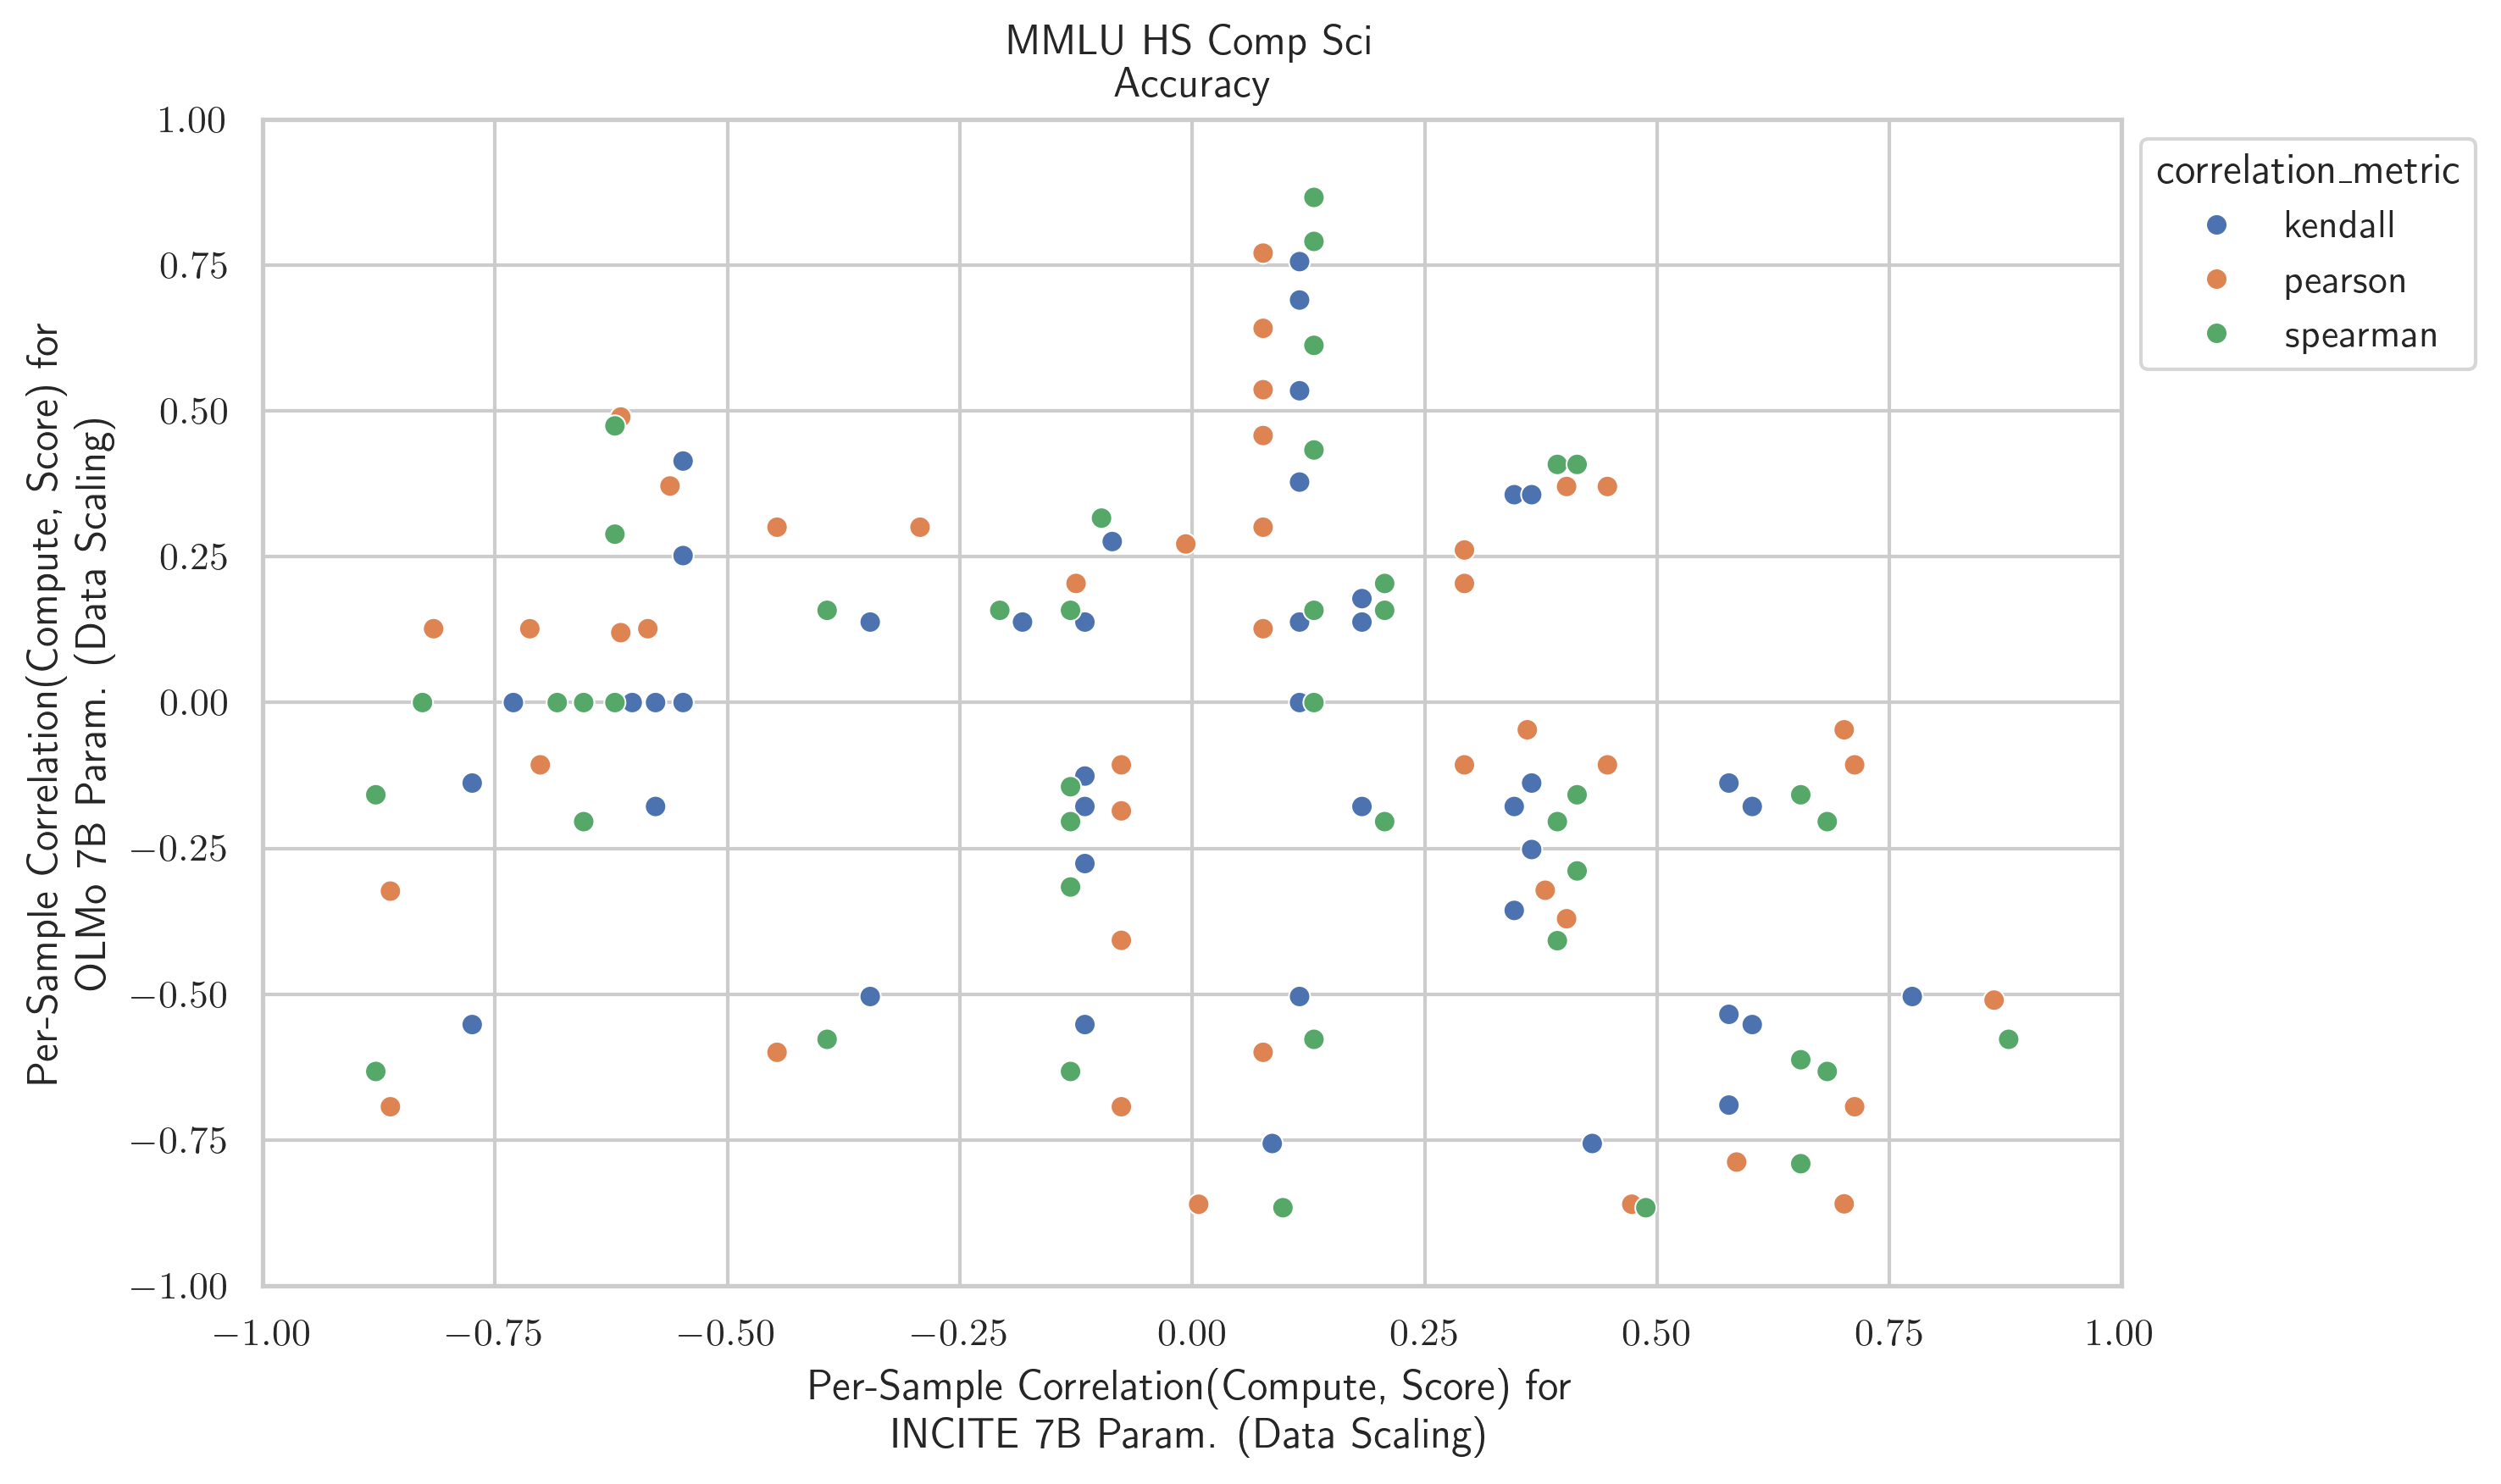 MMLU HS Comp Sci
Accuracy
1.00
0.75
0.50
0.25
0.00
−0.25
−0.50
−0.75
−1.00
Per-Sample Correlation(Compute, Score) for
OLMo 7B Param. (Data Scaling)
correlation_metric
kendall
pearson
spearman
−1.00 −0.75 −0.50 −0.25 0.00 0.25 0.50 0.75 1.00
Per-Sample Correlation(Compute, Score) for
INCITE 7B Param. (Data Scaling)